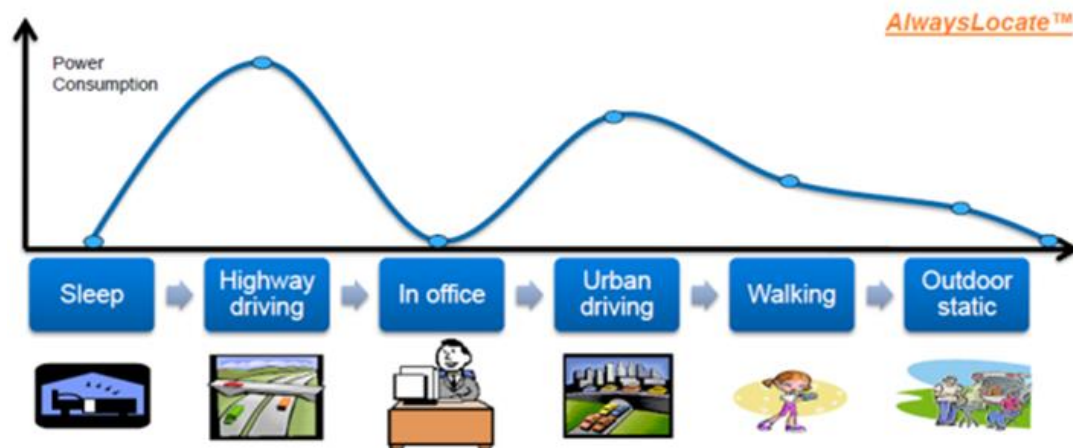 AlwaysLocate™
Power
Consumption
Sleep
Highway
driving
In office
Urban
driving
Walking
Outdoor
static